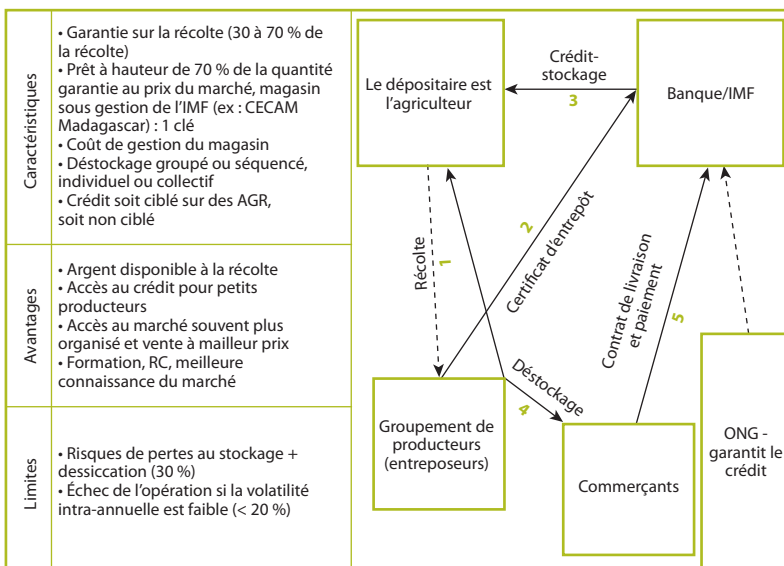 Caractéristiques
• Garantie sur la récolte (30 à 70 % de
la récolte)
• Prêt à hauteur de 70 % de la quantité
garantie au prix du marché, magasin
sous gestion de l'IMF (ex : CECAM
Madagascar) : 1 clé
• Coût de gestion du magasin
• Déstockage groupé ou séquencé,
individuel ou collectif
• Crédit soit ciblé sur des AGR,
soit non ciblé
Avantages
• Argent disponible à la récolte
• Accès au crédit pour petits
producteurs
• Accès au marché souvent plus
organisé et vente à mailleur prix
• Formation, RC, meilleure
connaissance du marché
Limites
• Risques de pertes au stockage +
dessiccation (30 %)
• Échec de l'opération si la volatilité
intra-annuelle est faible (< 20 %)
Le dépositaire est
l'agriculteur
Crédit-
stockage
3
Banque/IMF
Récolte
1
2
Certificat d'entrepôt
Contrat de livraison
et paiement
5
Déstockage
4
Groupement de
producteurs
(entreposeurs)
Commerçants
ONG -
garantit le
crédit